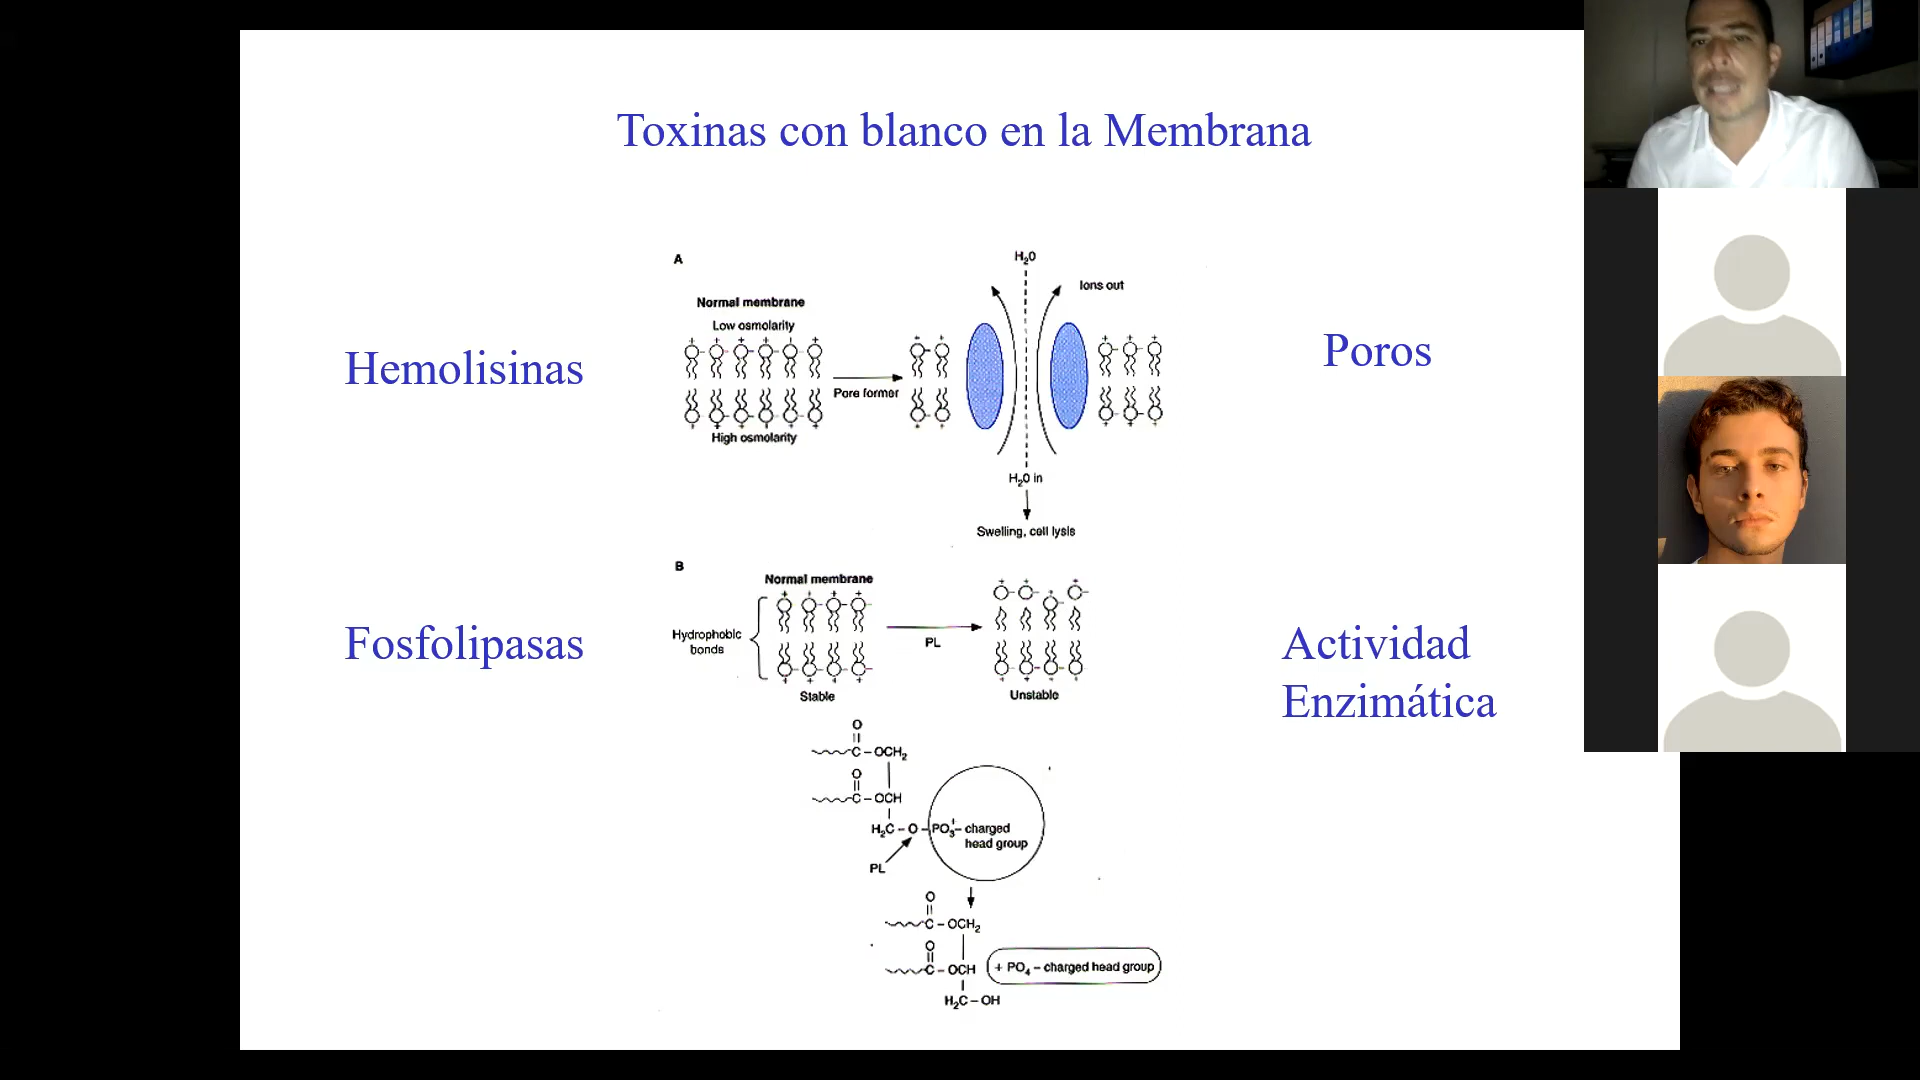 Toxinas con blanco en la Membrana
Hemolisinas
A
Normal membrane
Low osmolarity
High osmolarity
Pore former
H₂O
Ions out
H₂O in
Swelling, cell lysis
Poros
Fosfolipasas
B
Normal membrane
Hydrophobic
bonds
Stable
PL
Unstable
Actividad
Enzimática
O
C – OCH₂
O
C – OCH
H₂C – O – PO₃⁺– charged
head group
PL
O
C – OCH₂
O
C – OCH
+ PO₄ – charged head group
H₂C – OH